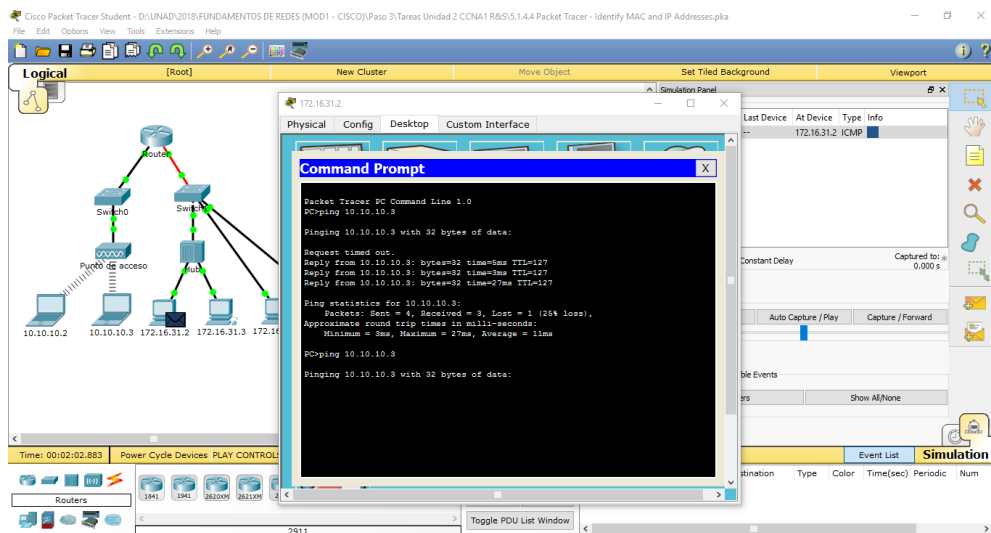 Cisco Packet Tracer Student - D:\UNAD\2018\FUNDAMENTOS DE REDES (MOD1 - CISCO)\Paso 3\Tareas Unidad 2 CCNA1 R&S\5.1.4.4 Packet Tracer - Identify MAC and IP Addresses.pka
File Edit Options View Tools Extensions Help
Logical [Root] New Cluster Move Object Set Tiled Background Viewport
Simulation Panel
172.16.31.2
Physical Config Desktop Custom Interface
Last Device At Device Type Info
-- 172.16.31.2 ICMP
Command Prompt X
Packet Tracer PC Command Line 1.0
PC>ping 10.10.10.3
Pinging 10.10.10.3 with 32 bytes of data:
Request timed out.
Reply from 10.10.10.3: bytes=32 time=5ms TTL=127
Reply from 10.10.10.3: bytes=32 time=3ms TTL=127
Reply from 10.10.10.3: bytes=32 time=27ms TTL=127
Ping statistics for 10.10.10.3:
Packets: Sent = 4, Received = 3, Lost = 1 (25% loss),
Approximate round trip times in milli-seconds:
Minimum = 3ms, Maximum = 27ms, Average = 11ms
PC>ping 10.10.10.3
Pinging 10.10.10.3 with 32 bytes of data:
Router
Switch0
Punto de acceso
Hub
10.10.10.2 10.10.10.3 172.16.31.2 172.16.31.3 172.16
Constant Delay
Captured to:
0.000 s
Auto Capture / Play Capture / Forward
ble Events
ers Show All/None
Time: 00:02:02.883 Power Cycle Devices PLAY CONTROL
Event List Simulation
stination Type Color Time(sec) Periodic Num
Routers
1841 1941 2620XM 2621XM
2911
Toggle PDU List Window